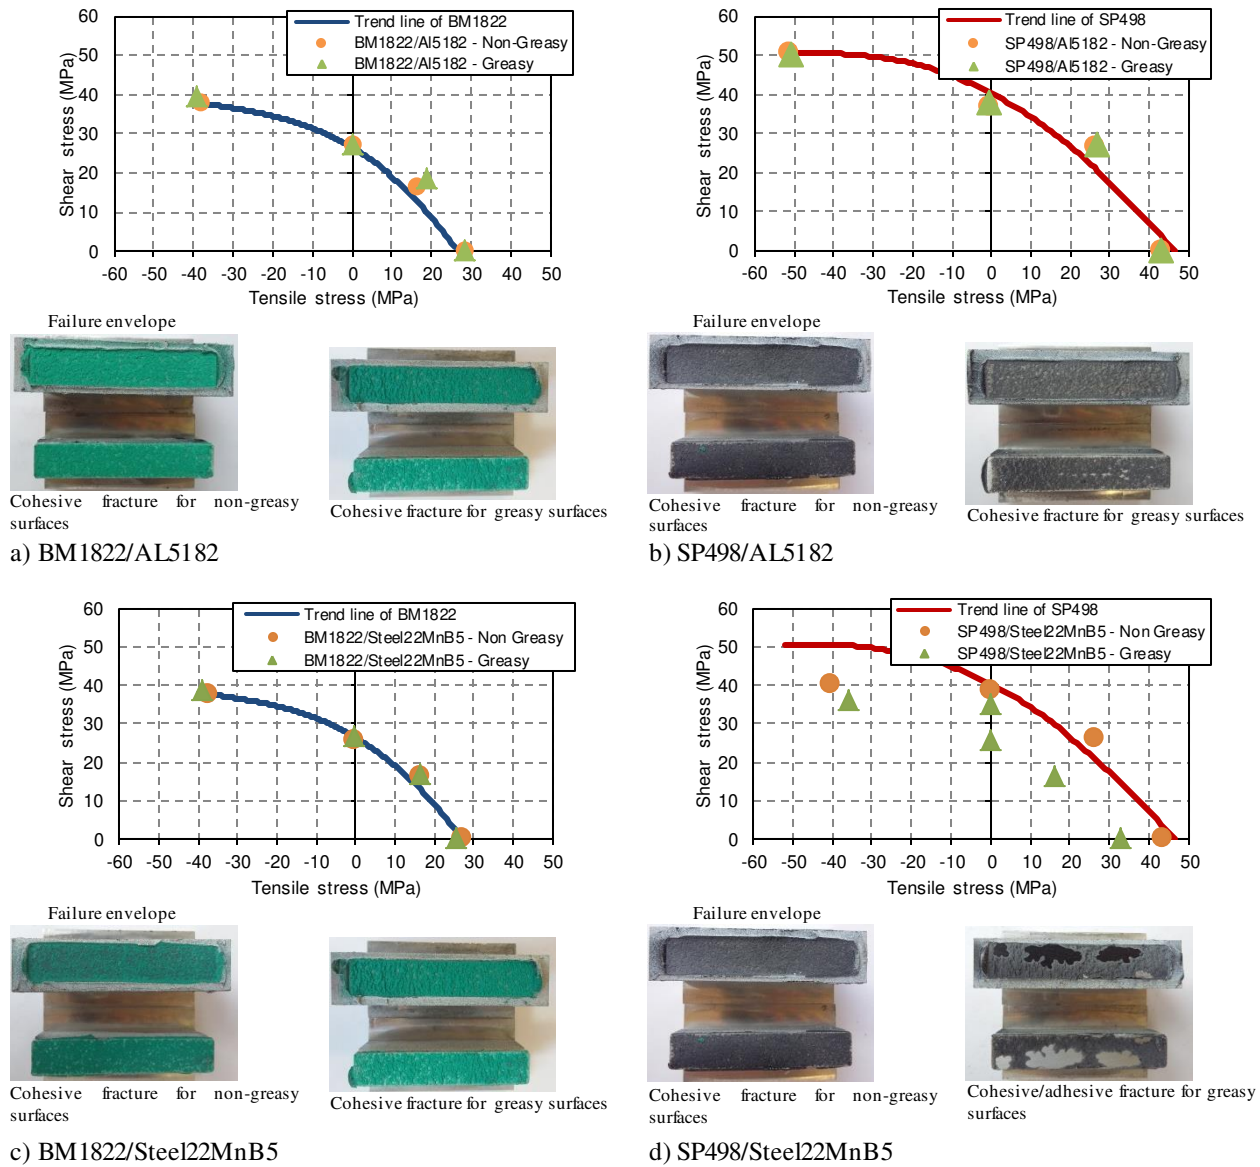 Trend line of BM1822
BM1822/Al5182 - Non-Greasy
BM1822/Al5182 - Greasy
60
50
40
30
20
10
0
Shear stress (MPa)
-60 -50 -40 -30 -20 -10 0 10 20 30 40 50
Tensile stress (MPa)
Failure envelope
Cohesive fracture for non-greasy
surfaces
Cohesive fracture for greasy surfaces
a) BM1822/AL5182
Trend line of SP498
SP498/Al5182 - Non-Greasy
SP498/Al5182 - Greasy
60
50
40
30
20
10
0
Shear stress (MPa)
-60 -50 -40 -30 -20 -10 0 10 20 30 40 50
Tensile stress (MPa)
Failure envelope
Cohesive fracture for non-greasy
surfaces
Cohesive fracture for greasy surfaces
b) SP498/AL5182
Trend line of BM1822
BM1822/Steel22MnB5 - Non Greasy
BM1822/Steel22MnB5 - Greasy
60
50
40
30
20
10
0
Shear stress (MPa)
-60 -50 -40 -30 -20 -10 0 10 20 30 40 50
Tensile stress (MPa)
Failure envelope
Cohesive fracture for non-greasy
surfaces
Cohesive fracture for greasy surfaces
c) BM1822/Steel22MnB5
Trend line of SP498
SP498/Steel22MnB5 - Non Greasy
SP498/Steel22MnB5 - Greasy
60
50
40
30
20
10
0
Shear stress (MPa)
-60 -50 -40 -30 -20 -10 0 10 20 30 40 50
Tensile stress (MPa)
Failure envelope
Cohesive fracture for non-greasy
surfaces
Cohesive/adhesive fracture for greasy
surfaces
d) SP498/Steel22MnB5